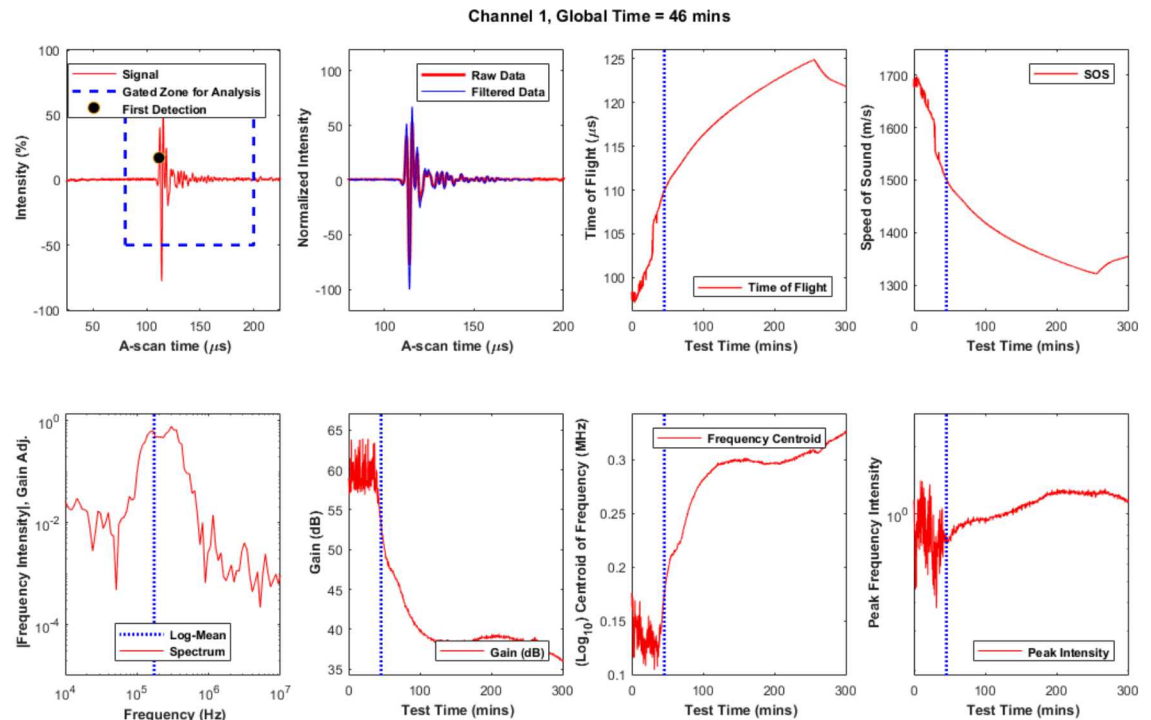 Channel 1, Global Time = 46 mins
100
50
0
-50
-100
Intensity (%)
Signal
Gated Zone for Analysis
First Detection
50 100 150 200
A-scan time (μs)
100
50
0
-50
-100
Normalized Intensity
Raw Data
Filtered Data
100 150 200
A-scan time (μs)
125
120
115
110
105
100
Time of Flight (μs)
Time of Flight
0 100 200 300
Test Time (mins)
1700
1600
1500
1400
1300
Speed of Sound (m/s)
SOS
0 100 200 300
Test Time (mins)
10^0
10^-2
10^-4
|Frequency Intensity|, Gain Adj.
Log-Mean
Spectrum
10^4 10^5 10^6 10^7
Frequency (Hz)
65
60
55
50
45
40
35
Gain (dB)
Gain (dB)
0 100 200 300
Test Time (mins)
0.3
0.2
0.1
(Log10) Centroid of Frequency (MHz)
Frequency Centroid
0 100 200 300
Test Time (mins)
10^0
Peak Frequency Intensity
Peak Intensity
0 100 200 300
Test Time (mins)